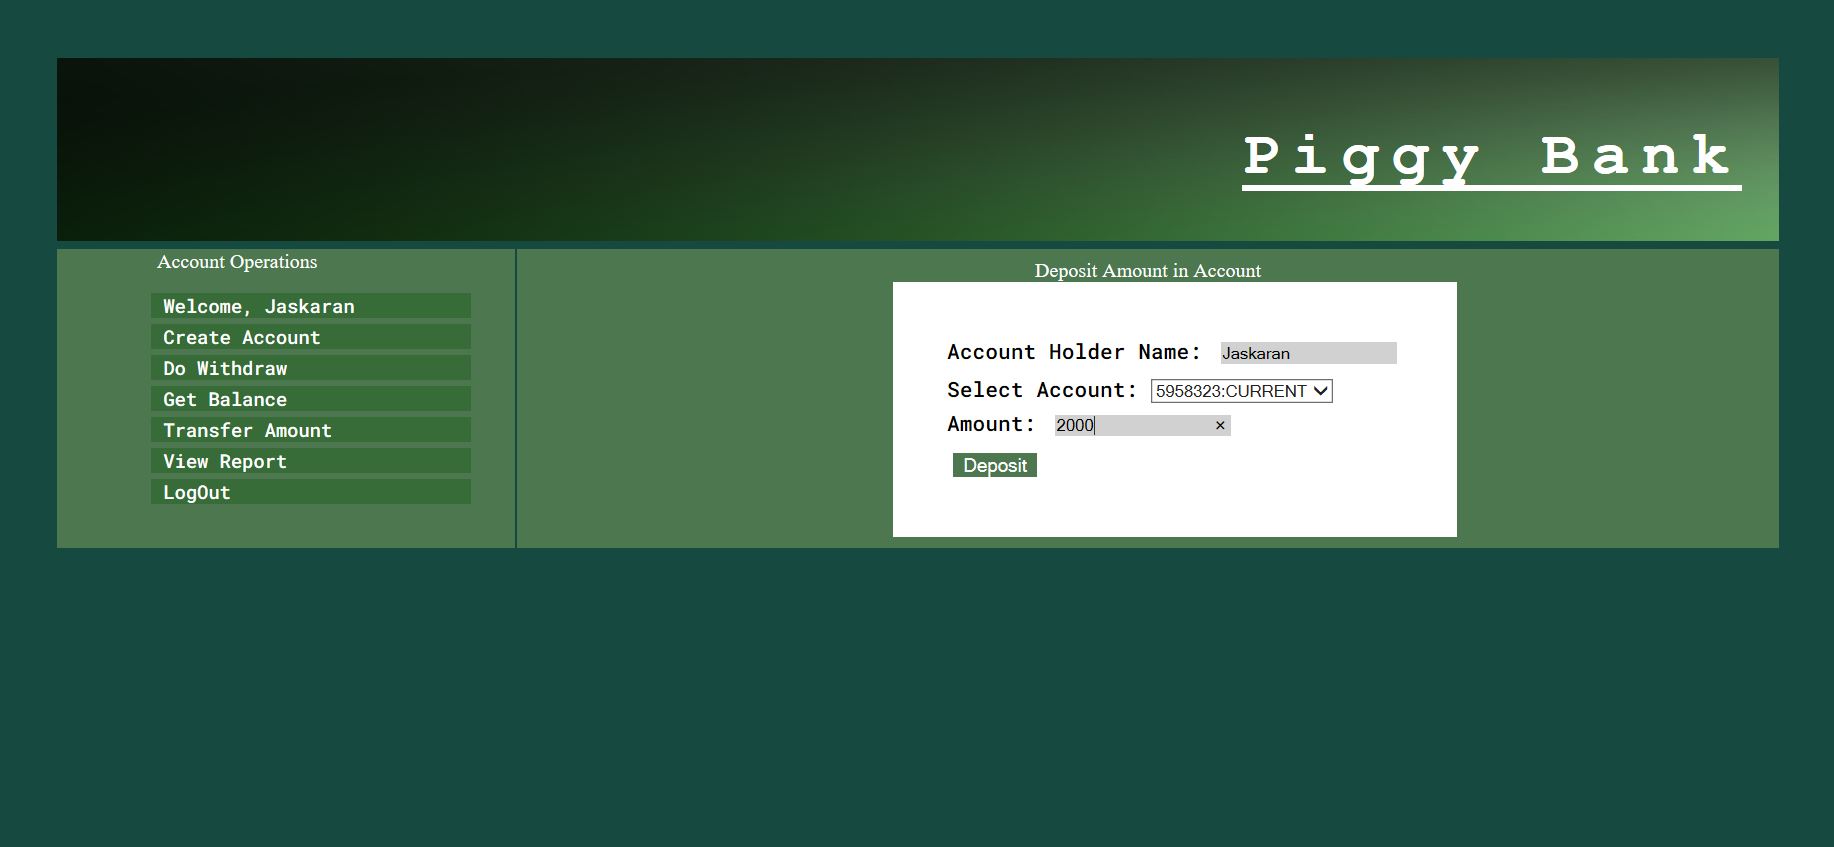 Piggy Bank
Account Operations
Welcome, Jaskaran
Create Account
Do Withdraw
Get Balance
Transfer Amount
View Report
LogOut
Deposit Amount in Account
Account Holder Name: Jaskaran
Select Account: 5958323:CURRENT
Amount: 2000 ×
Deposit